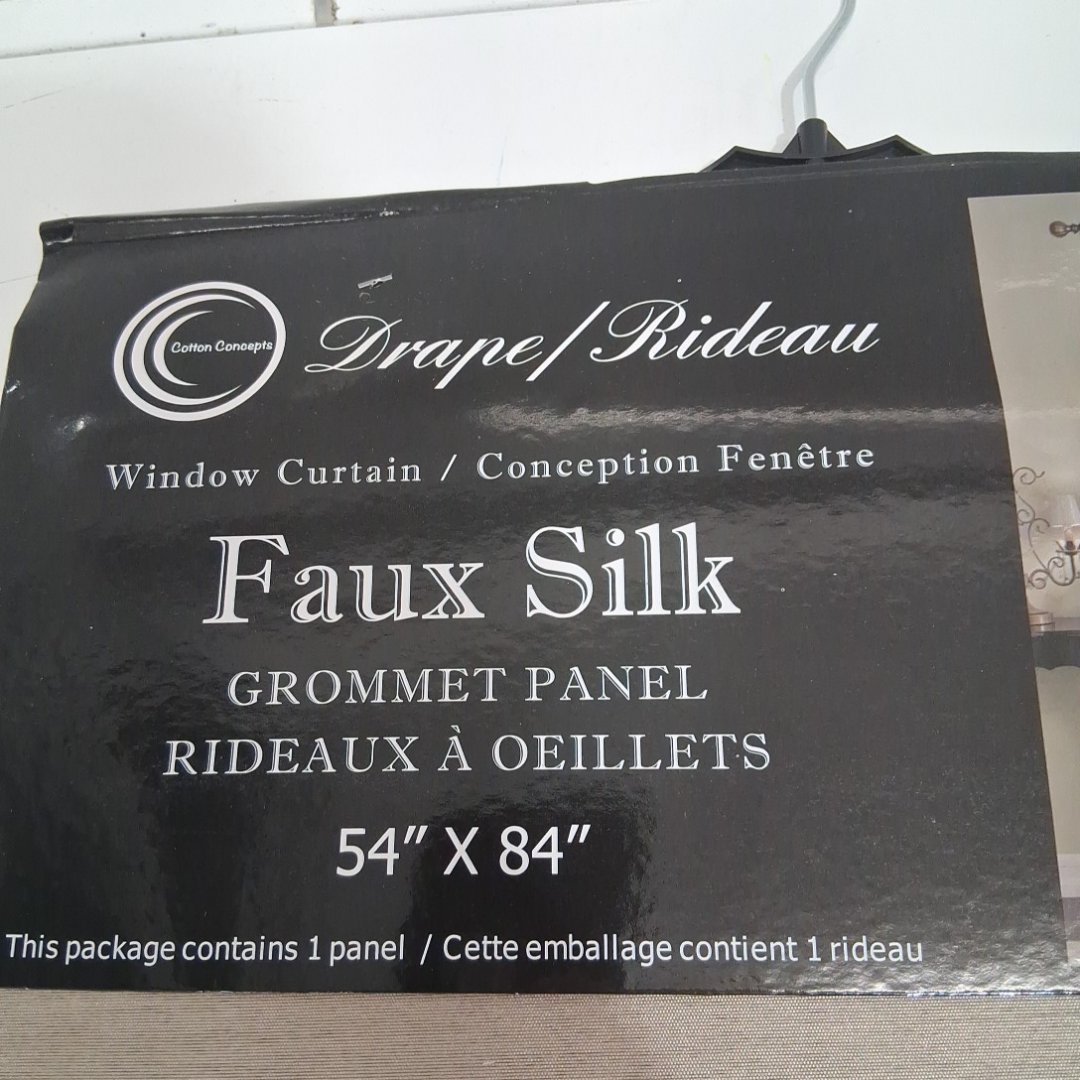 Cotton Concepts
Drape/Rideau
Window Curtain / Conception Fenêtre
Faux Silk
GROMMET PANEL
RIDEAUX À OEILLETS
54" X 84"
This package contains 1 panel / Cette emballage contient 1 rideau